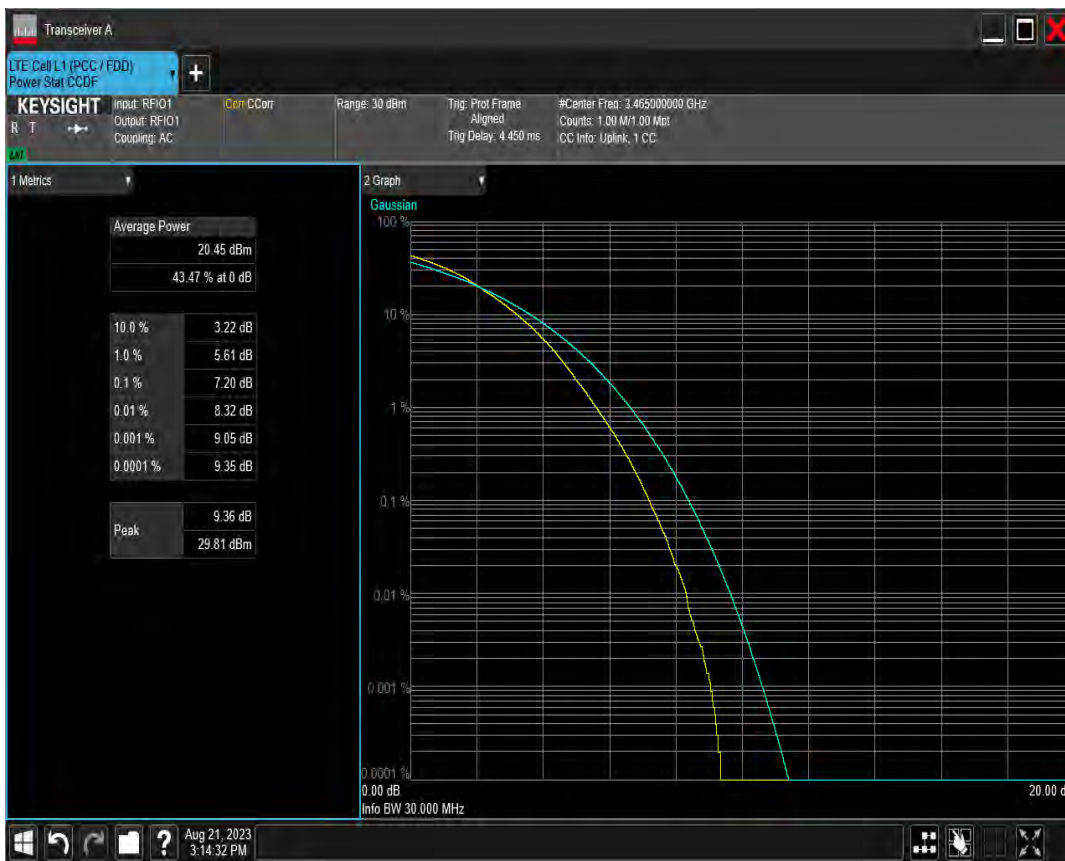 Transceiver A
LTE Cell L1 (PCC / FDD)
Power Stat CCDF
+
KEYSIGHT
R T
LXI
Input: RFIO1
Output: RFIO1
Coupling: AC
Corr CCorr
Range: 30 dBm
Trig: Prot Frame
Aligned
Trig Delay: 4.450 ms
#Center Freq: 3.465000000 GHz
Counts: 1.00 M/1.00 Mpt
CC Info: Uplink, 1 CC
1 Metrics
Average Power
20.45 dBm
43.47 % at 0 dB
10.0 % 3.22 dB
1.0 % 5.61 dB
0.1 % 7.20 dB
0.01 % 8.32 dB
0.001 % 9.05 dB
0.0001 % 9.35 dB
Peak
9.36 dB
29.81 dBm
2 Graph
Gaussian
100 %
10 %
1 %
0.1 %
0.01 %
0.001 %
0.0001 %
0.00 dB
20.00 d
Info BW 30.000 MHz
?
Aug 21, 2023
3:14:32 PM